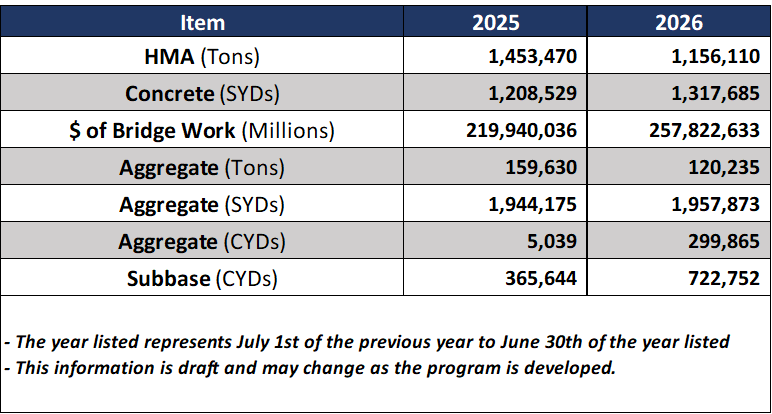 Item 2025 2026
HMA (Tons) 1,453,470 1,156,110
Concrete (SYDs) 1,208,529 1,317,685
$ of Bridge Work (Millions) 219,940,036 257,822,633
Aggregate (Tons) 159,630 120,235
Aggregate (SYDs) 1,944,175 1,957,873
Aggregate (CYDs) 5,039 299,865
Subbase (CYDs) 365,644 722,752
- The year listed represents July 1st of the previous year to June 30th of the year listed
- This information is draft and may change as the program is developed.